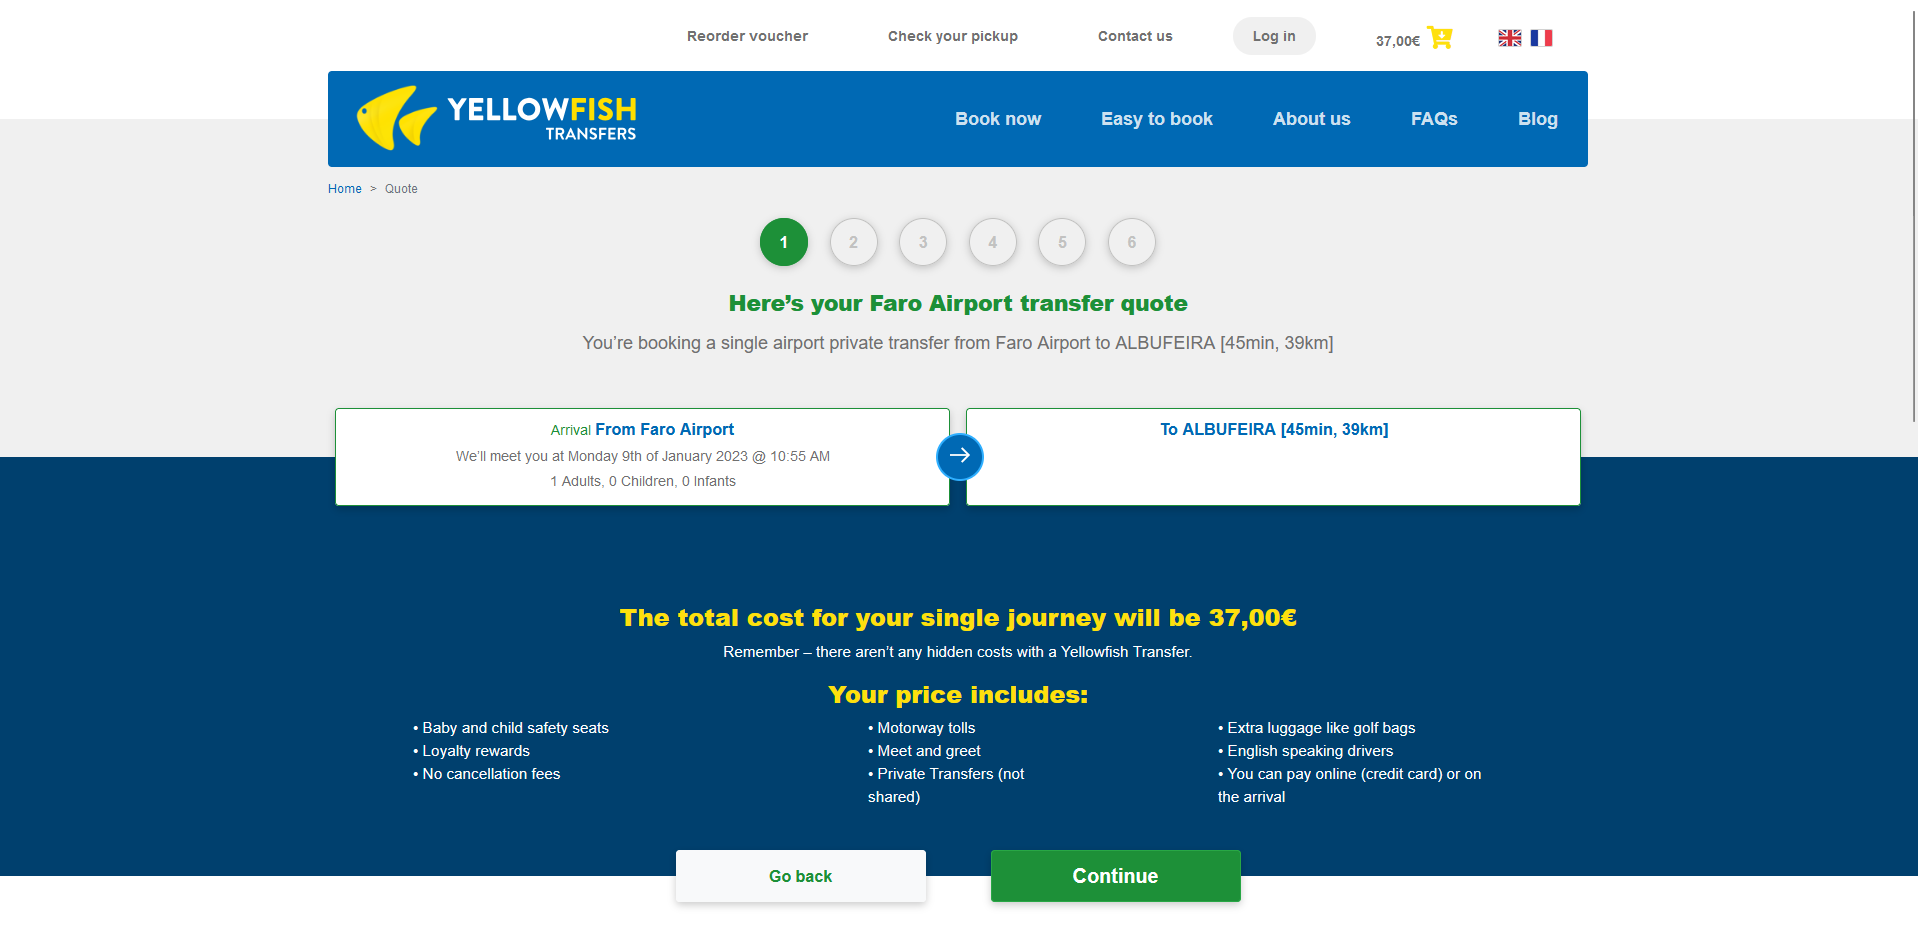 Reorder voucher
Check your pickup
Contact us
Log in
37,00€
YELLOWFISH
TRANSFERS
Book now
Easy to book
About us
FAQs
Blog
Home > Quote
1
2
3
4
5
6
Here’s your Faro Airport transfer quote
You’re booking a single airport private transfer from Faro Airport to ALBUFEIRA [45min, 39km]
Arrival From Faro Airport
We’ll meet you at Monday 9th of January 2023 @ 10:55 AM
1 Adults, 0 Children, 0 Infants
To ALBUFEIRA [45min, 39km]
The total cost for your single journey will be 37,00€
Remember – there aren’t any hidden costs with a Yellowfish Transfer.
Your price includes:
• Baby and child safety seats
• Loyalty rewards
• No cancellation fees
• Motorway tolls
• Meet and greet
• Private Transfers (not
shared)
• Extra luggage like golf bags
• English speaking drivers
• You can pay online (credit card) or on
the arrival
Go back
Continue